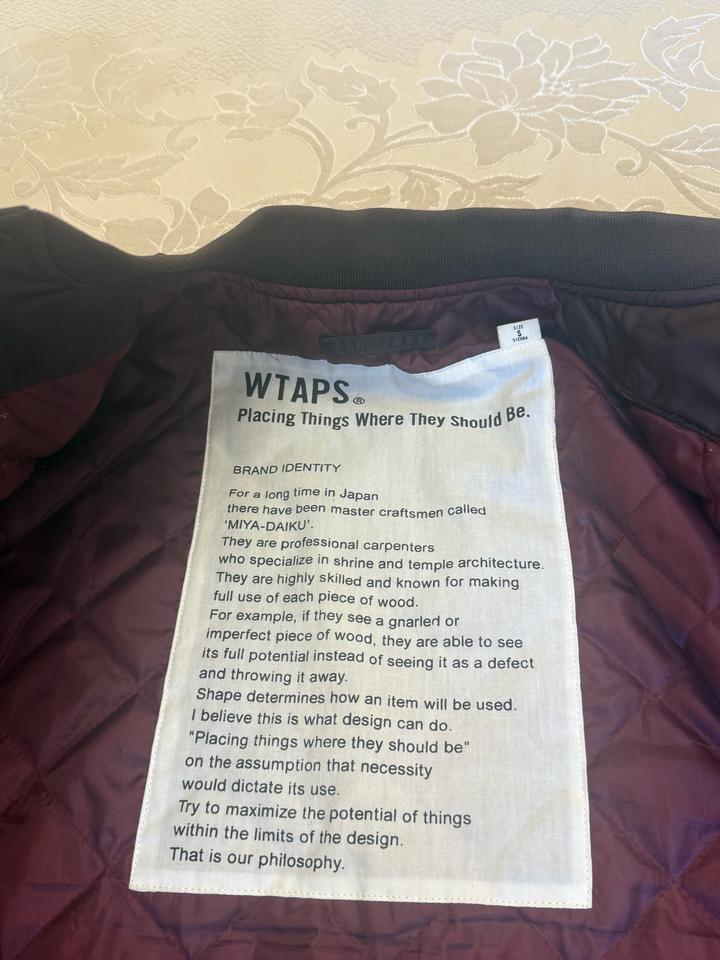 SIZE
S
SIERRA
WTAPS®
Placing Things Where They Should Be.
BRAND IDENTITY
For a long time in Japan
there have been master craftsmen called
'MIYA-DAIKU'.
They are professional carpenters
who specialize in shrine and temple architecture.
They are highly skilled and known for making
full use of each piece of wood.
For example, if they see a gnarled or
imperfect piece of wood, they are able to see
its full potential instead of seeing it as a defect
and throwing it away.
Shape determines how an item will be used.
I believe this is what design can do.
"Placing things where they should be"
on the assumption that necessity
would dictate its use.
Try to maximize the potential of things
within the limits of the design.
That is our philosophy.